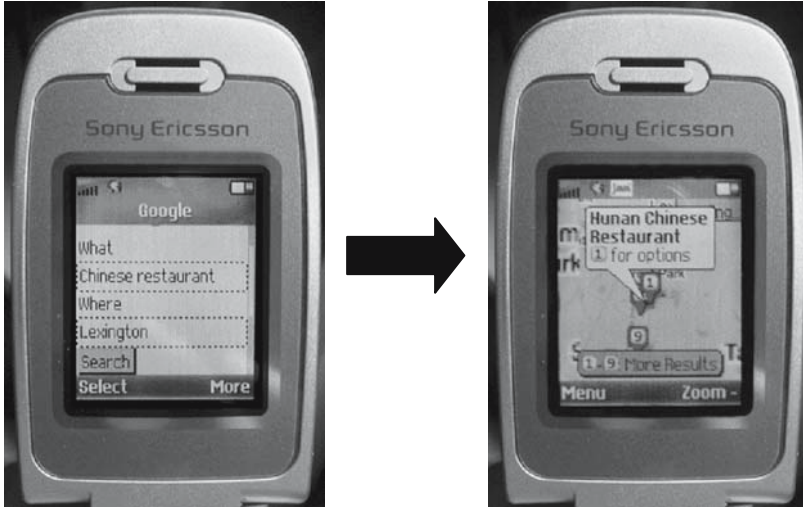 Sony Ericsson
Google
What
Chinese restaurant
Where
Lexington
Search
Select More
Sony Ericsson
Hunan Chinese
Restaurant
1 for options
Park
1
9
1-9: More Results
Menu Zoom -